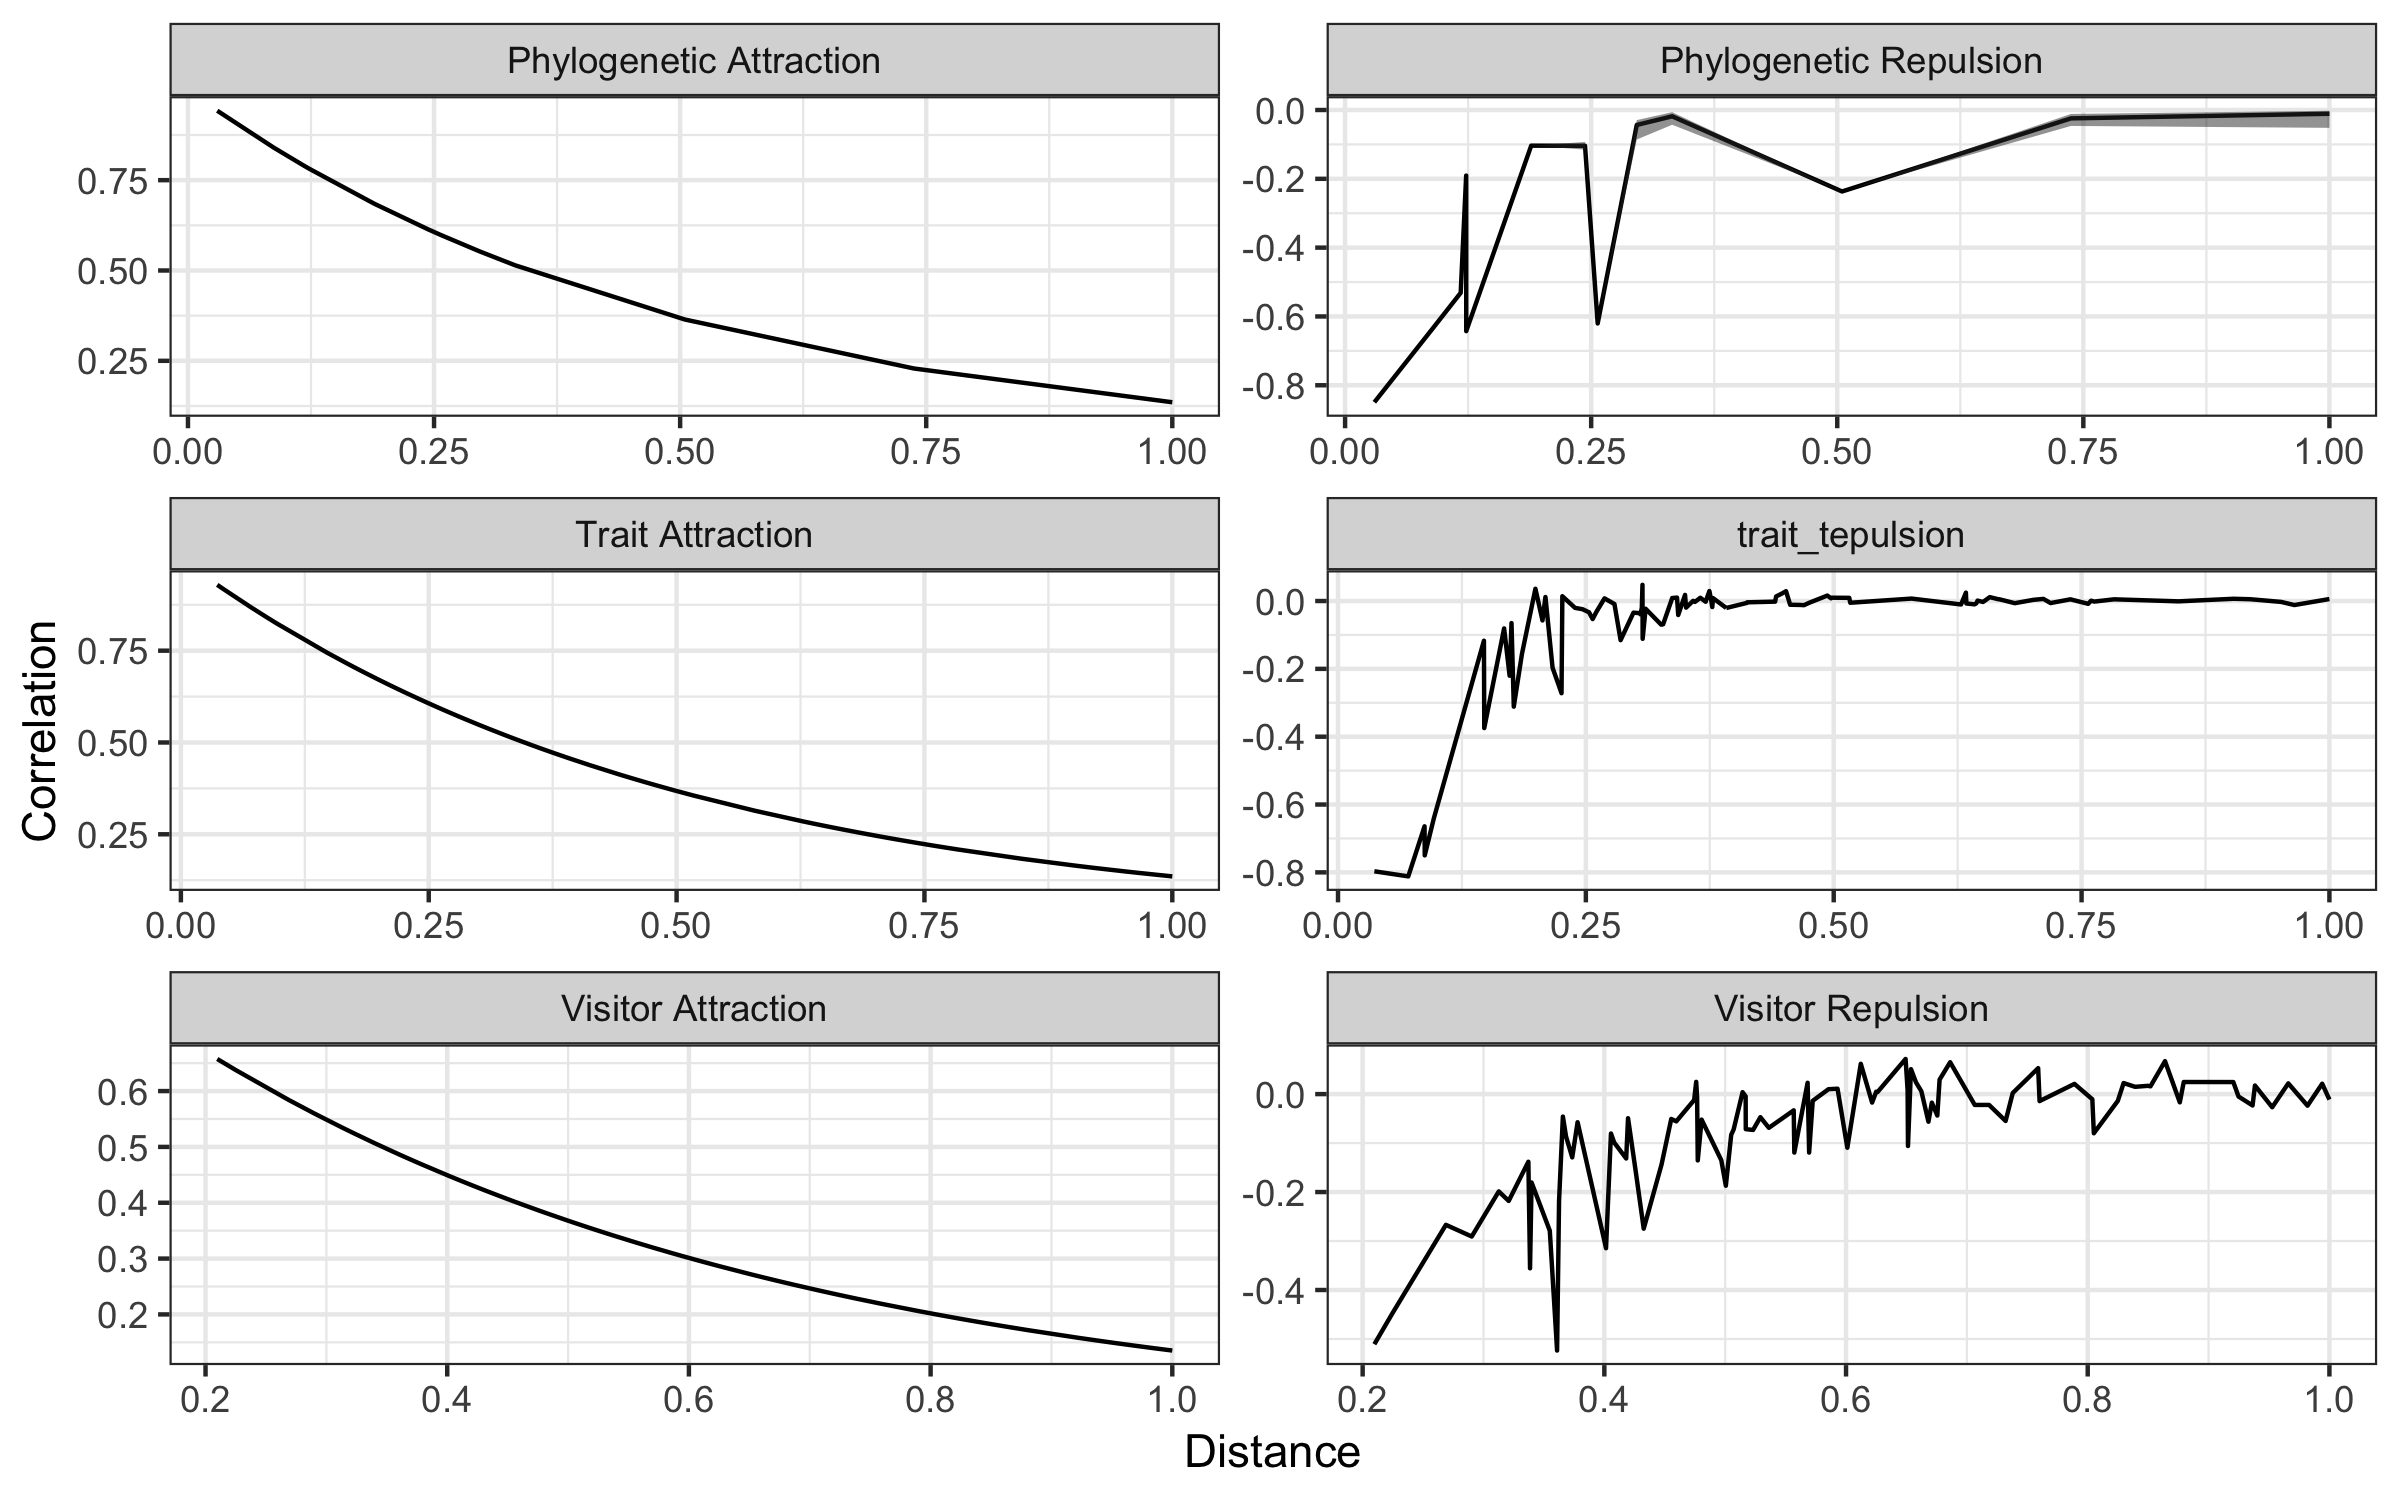 Phylogenetic Attraction
Phylogenetic Repulsion
0.75
0.50
0.25
0.00 0.25 0.50 0.75 1.00
0.0
-0.2
-0.4
-0.6
-0.8
0.00 0.25 0.50 0.75 1.00
Trait Attraction
trait_tepulsion
0.75
0.50
0.25
0.00 0.25 0.50 0.75 1.00
0.0
-0.2
-0.4
-0.6
-0.8
0.00 0.25 0.50 0.75 1.00
Correlation
Visitor Attraction
Visitor Repulsion
0.6
0.5
0.4
0.3
0.2
0.2 0.4 0.6 0.8 1.0
0.0
-0.2
-0.4
0.2 0.4 0.6 0.8 1.0
Distance